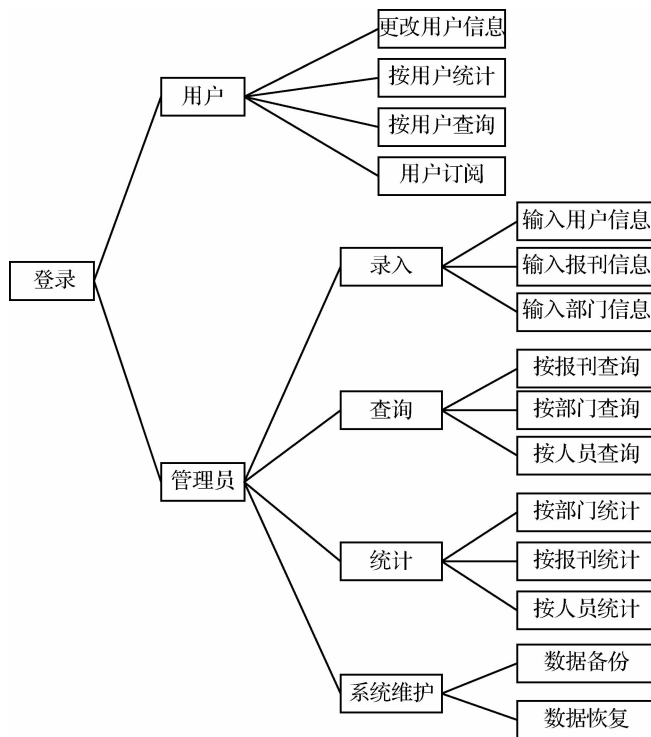 更改用户信息
按用户统计
用户
按用户查询
用户订阅
输入用户信息
录入
输入报刊信息
登录
输入部门信息
按报刊查询
查询
按部门查询
按人员查询
管理员
按部门统计
统计
按报刊统计
按人员统计
数据备份
系统维护
数据恢复